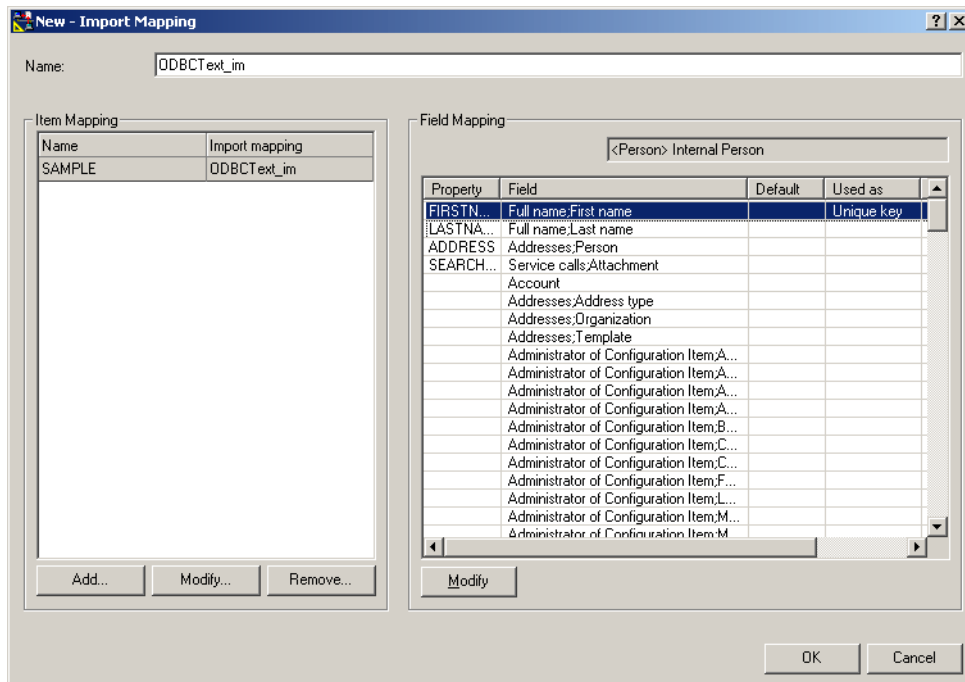 New - Import Mapping
Name: ODBCText_im
Item Mapping
Name Import mapping
SAMPLE ODBCText_im
Add... Modify... Remove...
Field Mapping
<Person> Internal Person
Property Field Default Used as
FIRSTN... Full name;First name Unique key
LASTNA... Full name;Last name
ADDRESS Addresses;Person
SEARCH... Service calls;Attachment
Account
Addresses;Address type
Addresses;Organization
Addresses;Template
Administrator of Configuration Item;A...
Administrator of Configuration Item;A...
Administrator of Configuration Item;A...
Administrator of Configuration Item;A...
Administrator of Configuration Item;B...
Administrator of Configuration Item;C...
Administrator of Configuration Item;C...
Administrator of Configuration Item;F...
Administrator of Configuration Item;L...
Administrator of Configuration Item;M...
Administrator of Configuration Item;M
Modify
OK Cancel